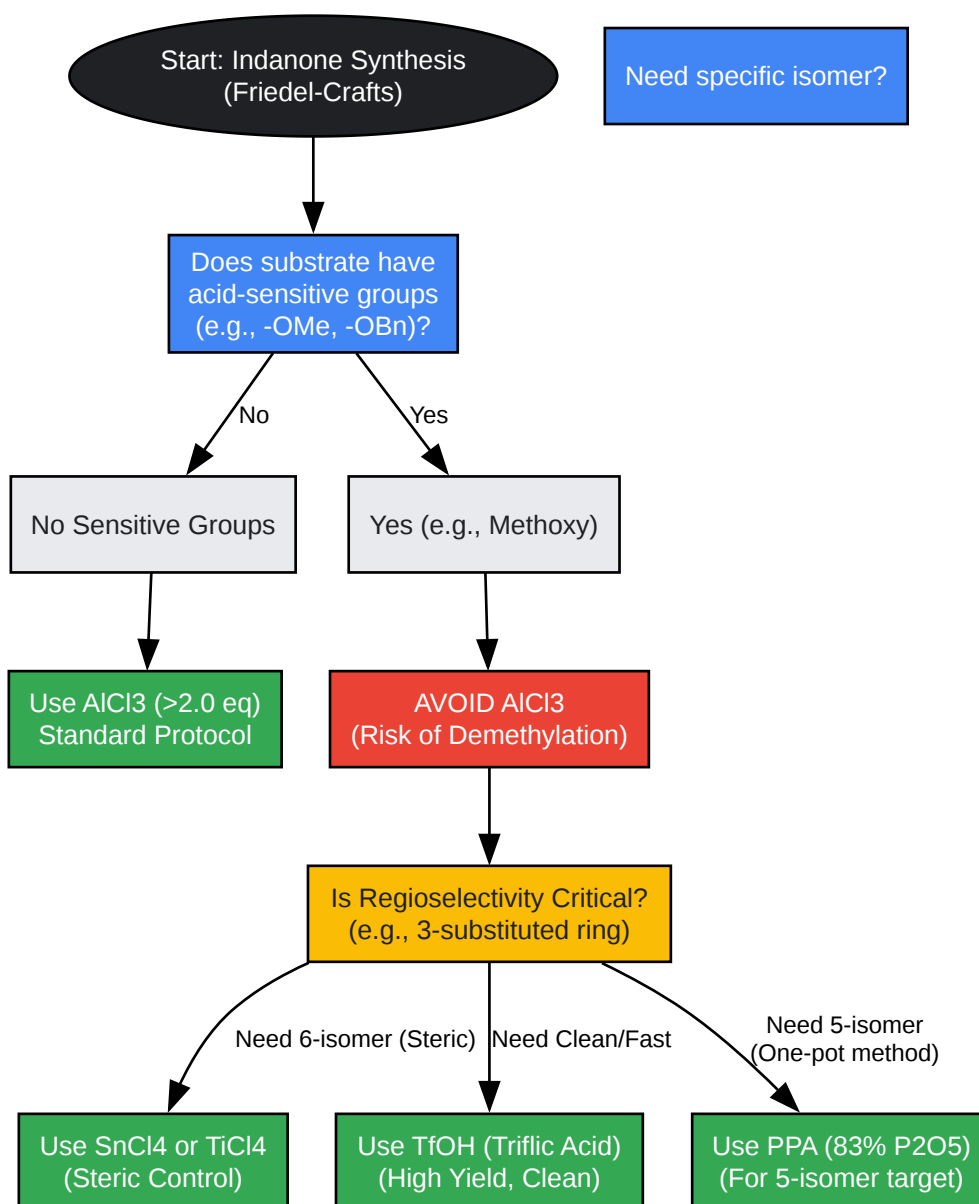 Start: Indanone Synthesis
(Friedel-Crafts)
Need specific isomer?
Does substrate have
acid-sensitive groups
(e.g., -OMe, -OBn)?
No
Yes
No Sensitive Groups
Yes (e.g., Methoxy)
Use AlCl3 (>2.0 eq)
Standard Protocol
AVOID AlCl3
(Risk of Demethylation)
Is Regioselectivity Critical?
(e.g., 3-substituted ring)
Need 6-isomer (Steric)
Need Clean/Fast
Need 5-isomer
(One-pot method)
Use SnCl4 or TiCl4
(Steric Control)
Use TfOH (Triflic Acid)
(High Yield, Clean)
Use PPA (83% P2O5)
(For 5-isomer target)